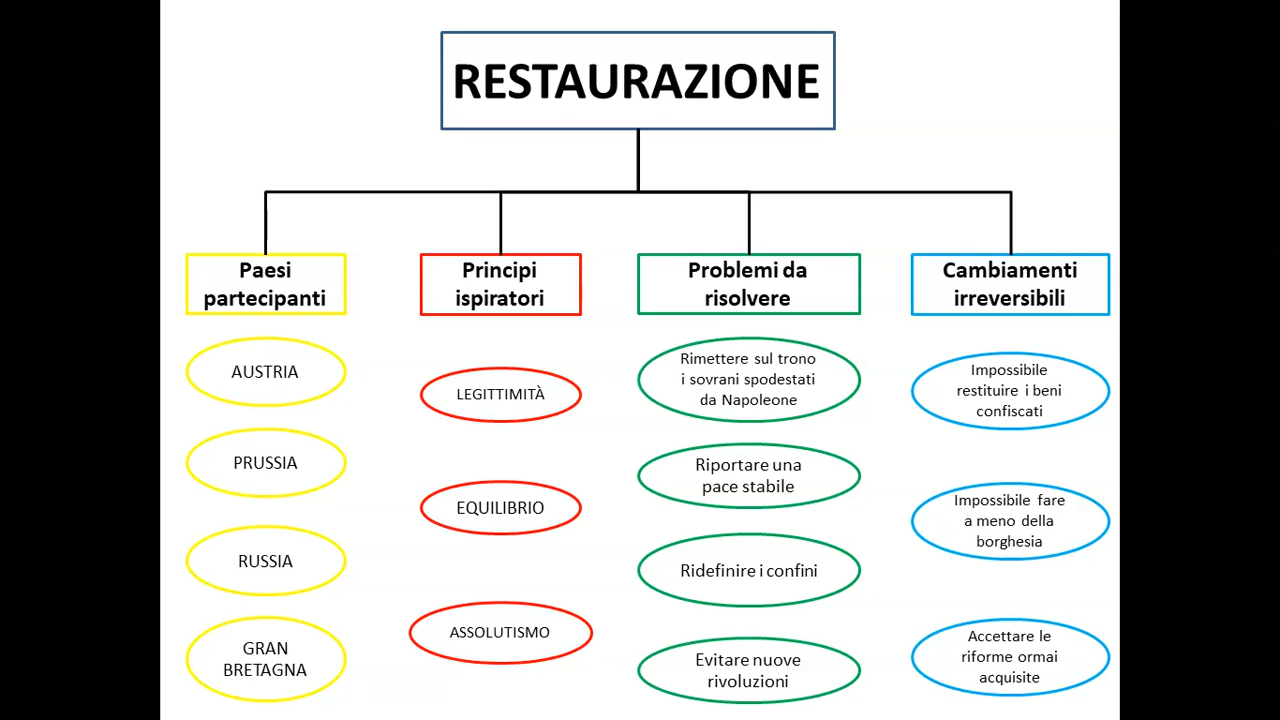 RESTAURAZIONE
Paesi
partecipanti
AUSTRIA
PRUSSIA
RUSSIA
GRAN
BRETAGNA
Principi
ispiratori
LEGITTIMITÀ
EQUILIBRIO
ASSOLUTISMO
Problemi da
risolvere
Rimettere sul trono
i sovrani spodestati
da Napoleone
Riportare una
pace stabile
Ridefinire i confini
Evitare nuove
rivoluzioni
Cambiamenti
irreversibili
Impossibile
restituire i beni
confiscati
Impossibile fare
a meno della
borghesia
Accettare le
riforme ormai
acquisite